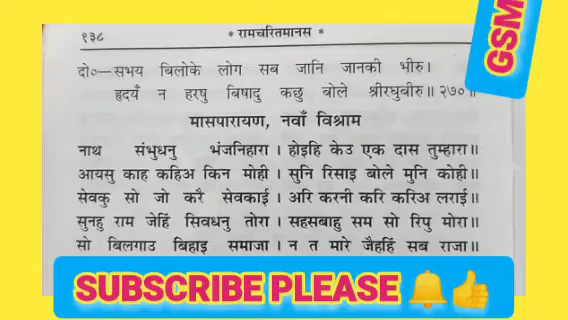 GSM
१३८ * रामचरितमानस *
दो०—सभय बिलोके लोग सब जानि जानकी भीरु।
हृदयँ न हरषु बिषादु कछु बोले श्रीरघुबीरु॥ २७०॥
मासपारायण, नवाँ विश्राम
नाथ संभुधनु भंजनिहारा। होइहि केउ एक दास तुम्हारा॥
आयसु काह कहिअ किन मोही। सुनि रिसाइ बोले मुनि कोही॥
सेवकु सो जो करै सेवकाई। अरि करनी करि करिअ लराई॥
सुनहु राम जेहिं सिवधनु तोरा। सहसबाहु सम सो रिपु मोरा॥
सो बिलगाउ बिहाइ समाजा। न त मारे जैहहिं सब राजा॥
SUBSCRIBE PLEASE 🔔👍